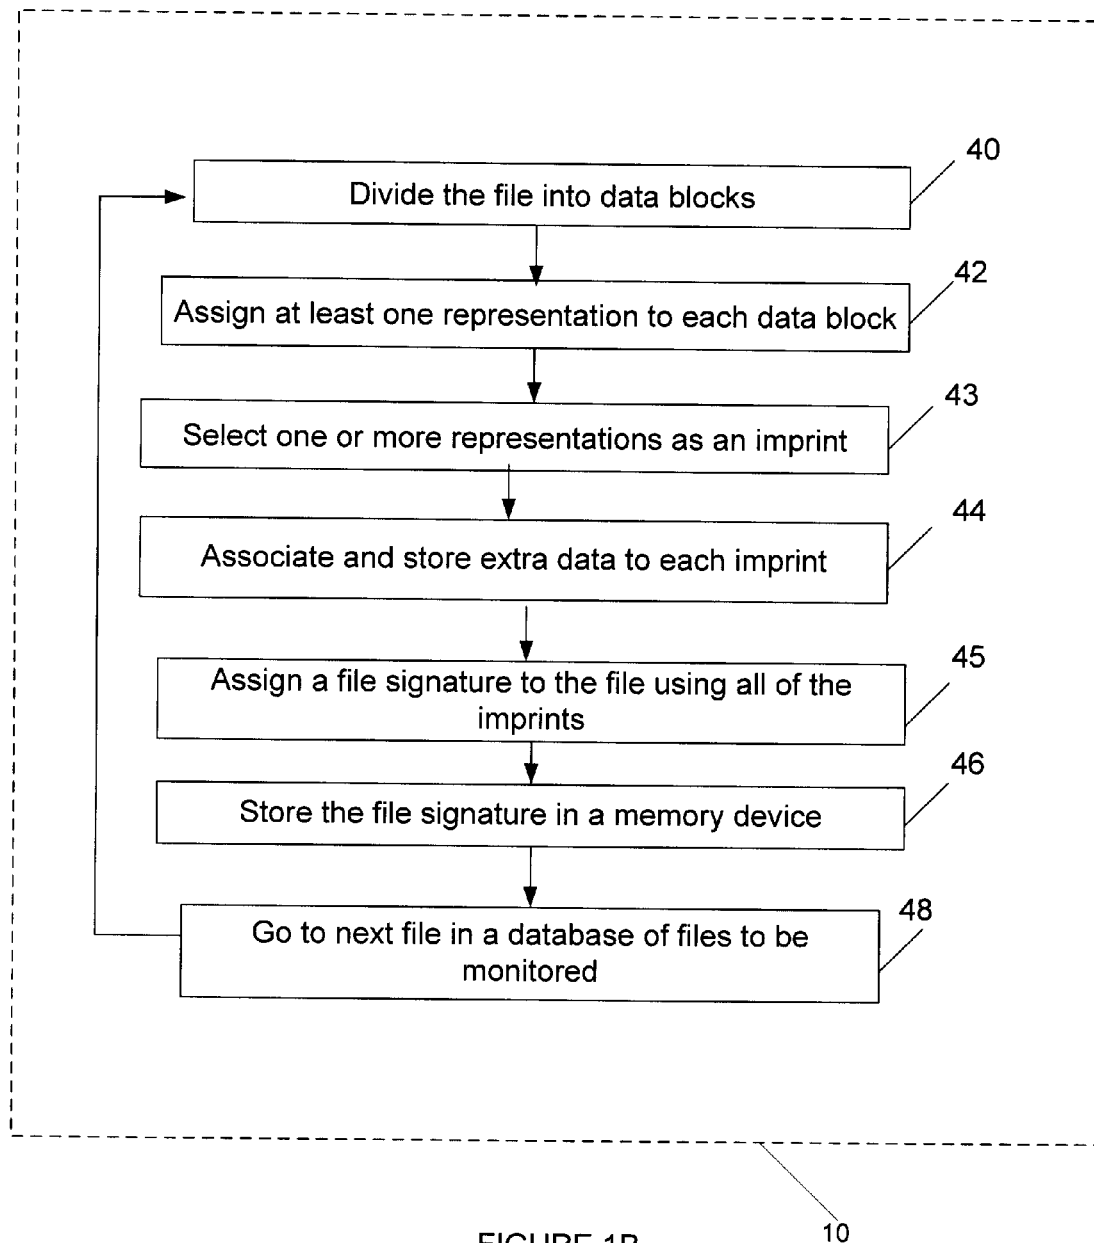 40
Divide the file into data blocks
42
Assign at least one representation to each data block
43
Select one or more representations as an imprint
44
Associate and store extra data to each imprint
45
Assign a file signature to the file using all of the
imprints
46
Store the file signature in a memory device
48
Go to next file in a database of files to be
monitored
10
FIGURE 1B